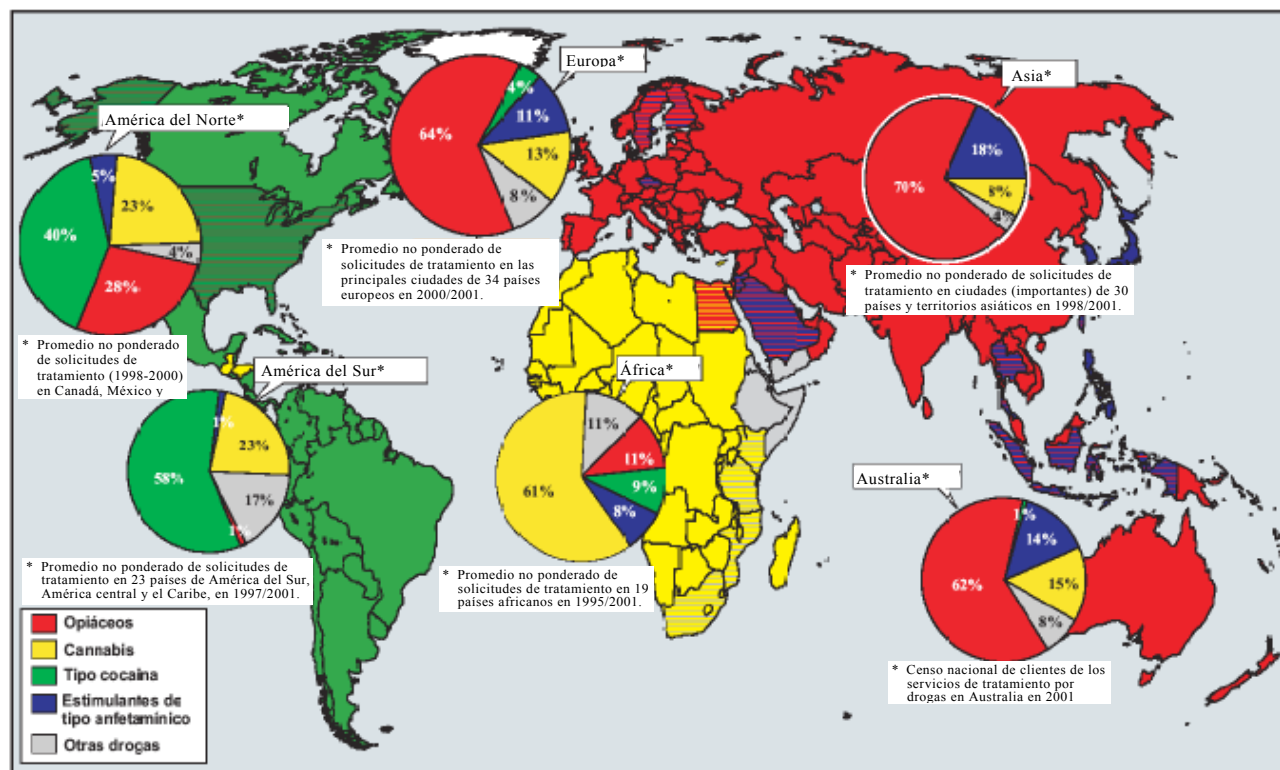 Europa*
4%
11%
64%
13%
8%
* Promedio no ponderado de
solicitudes de tratamiento en las
principales ciudades de 34 países
europeos en 2000/2001.
Asia*
18%
70%
8%
4%
* Promedio no ponderado de solicitudes de
tratamiento en ciudades (importantes) de 30
países y territorios asiáticos en 1998/2001.
América del Norte*
5%
23%
40%
4%
28%
* Promedio no ponderado
de solicitudes de
tratamiento (1998-2000)
en Canadá, México y
América del Sur*
1%
23%
58%
17%
1%
* Promedio no ponderado de solicitudes de
tratamiento en 23 países de América del Sur,
América central y el Caribe, en 1997/2001.
África*
11%
11%
9%
61%
8%
* Promedio no ponderado de
solicitudes de tratamiento en 19
países africanos en 1995/2001.
Australia*
1%
14%
62%
15%
8%
* Censo nacional de clientes de los
servicios de tratamiento por
drogas en Australia en 2001
Opiáceos
Cannabis
Tipo cocaína
Estimulantes de
tipo anfetamínico
Otras drogas